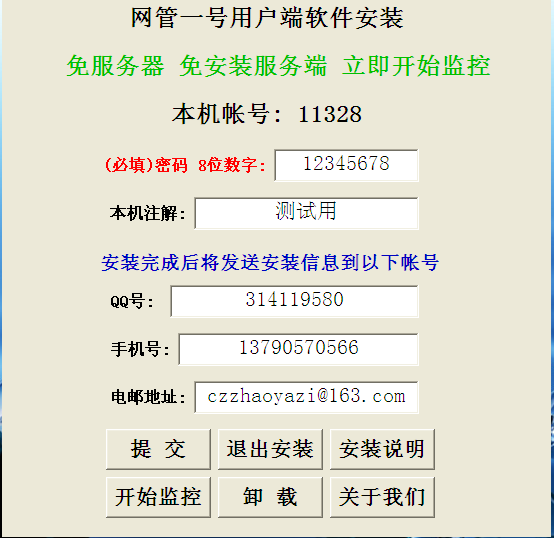 网管一号用户端软件安装
免服务器 免安装服务端 立即开始监控
本机帐号: 11328
(必填)密码 8位数字: 12345678
本机注解: 测试用
安装完成后将发送安装信息到以下帐号
QQ号: 314119580
手机号: 13790570566
电邮地址: czzhaoyazi@163.com
提 交 退出安装 安装说明
开始监控 卸 载 关于我们